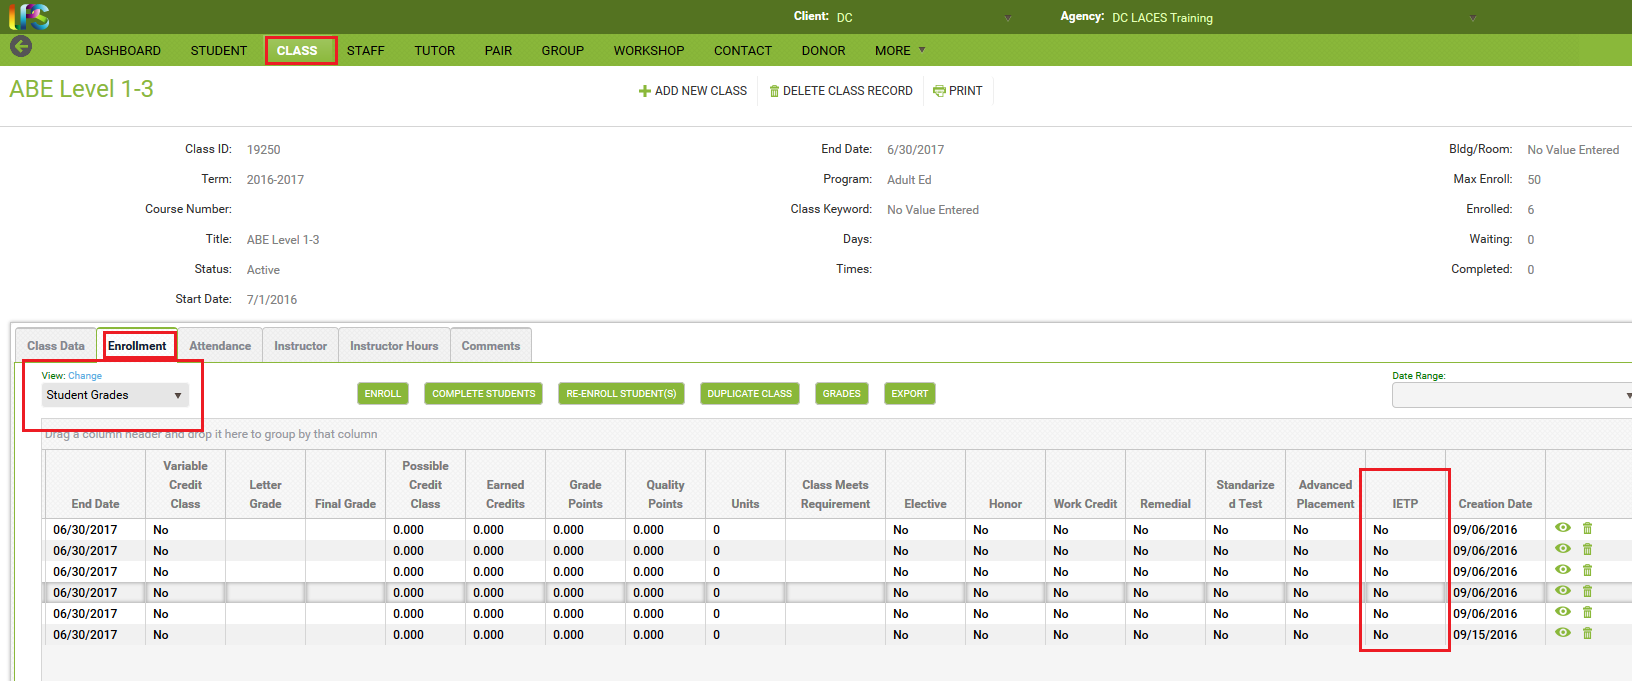 LPS
Client: DC
Agency: DC LACES Training
DASHBOARD STUDENT CLASS STAFF TUTOR PAIR GROUP WORKSHOP CONTACT DONOR MORE
ABE Level 1-3
ADD NEW CLASS DELETE CLASS RECORD PRINT
Class ID: 19250
Term: 2016-2017
Course Number:
Title: ABE Level 1-3
Status: Active
Start Date: 7/1/2016
End Date: 6/30/2017
Program: Adult Ed
Class Keyword: No Value Entered
Days:
Times:
Bldg/Room: No Value Entered
Max Enroll: 50
Enrolled: 6
Waiting: 0
Completed: 0
Class Data Enrollment Attendance Instructor Instructor Hours Comments
View: Change
Student Grades
ENROLL COMPLETE STUDENTS RE-ENROLL STUDENT(S) DUPLICATE CLASS GRADES EXPORT
Date Range:
Drag a column header and drop it here to group by that column
End Date Variable Credit Class Letter Grade Final Grade Possible Credit Class Earned Credits Grade Points Quality Points Units Class Meets Requirement Elective Honor Work Credit Remedial Standarize d Test Advanced Placement IETP Creation Date
06/30/2017 No 0.000 0.000 0.000 0.000 0 No No No No No No No 09/06/2016
06/30/2017 No 0.000 0.000 0.000 0.000 0 No No No No No No No 09/06/2016
06/30/2017 No 0.000 0.000 0.000 0.000 0 No No No No No No No 09/06/2016
06/30/2017 No 0.000 0.000 0.000 0.000 0 No No No No No No No 09/06/2016
06/30/2017 No 0.000 0.000 0.000 0.000 0 No No No No No No No 09/06/2016
06/30/2017 No 0.000 0.000 0.000 0.000 0 No No No No No No No 09/15/2016